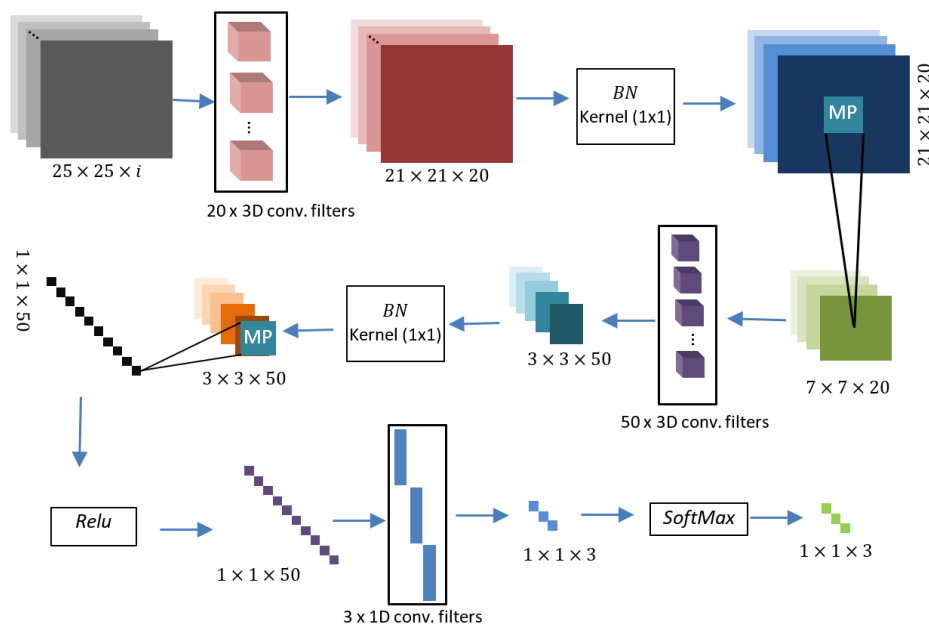 25 × 25 × i
20 x 3D conv. filters
21 × 21 × 20
BN
Kernel (1x1)
MP
21 × 21 × 20
1 × 1 × 50
MP
3 × 3 × 50
BN
Kernel (1x1)
3 × 3 × 50
50 x 3D conv. filters
7 × 7 × 20
Relu
1 × 1 × 50
3 x 1D conv. filters
1 × 1 × 3
SoftMax
1 × 1 × 3